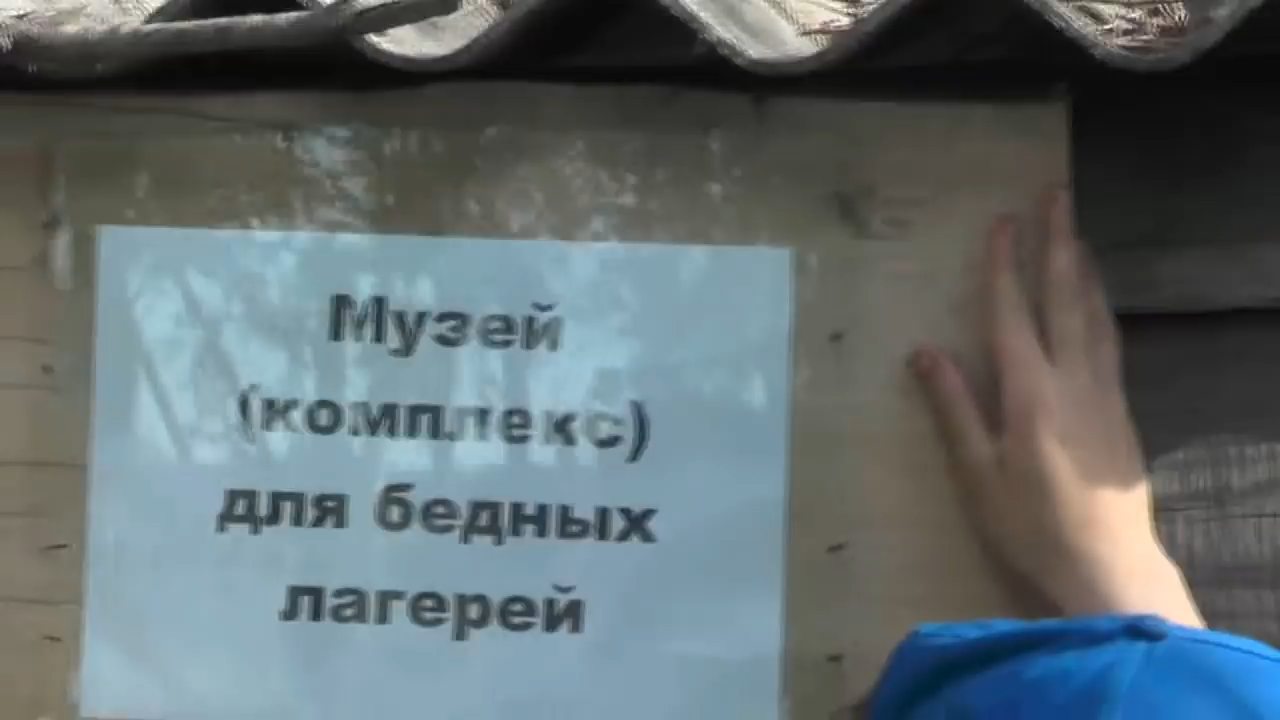 Музей
(комплекс)
для бедных
лагерей